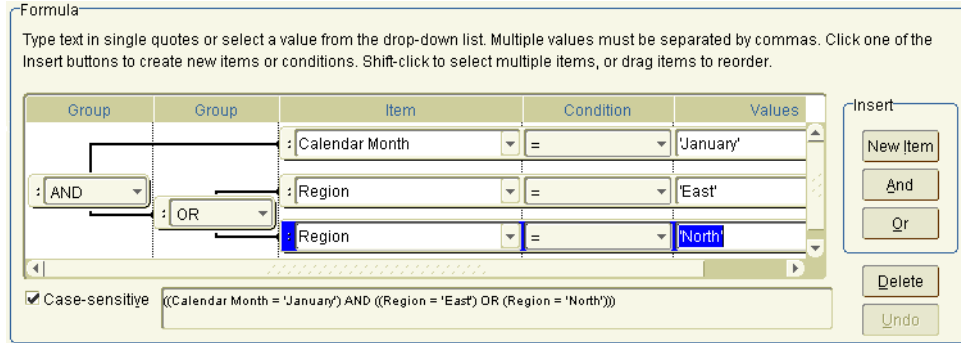 Formula
Type text in single quotes or select a value from the drop-down list. Multiple values must be separated by commas. Click one of the
Insert buttons to create new items or conditions. Shift-click to select multiple items, or drag items to reorder.
Group Group Item Condition Values
Insert
: Calendar Month = 'January'
New Item
: AND
: Region = 'East'
And
: OR
: Region = 'North'
Or
Delete
Case-sensitive ((Calendar Month = 'January') AND ((Region = 'East') OR (Region = 'North')))
Undo